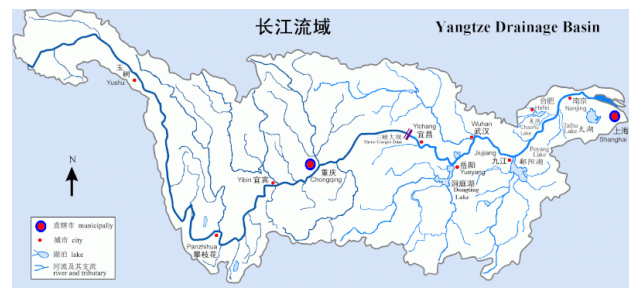 长江流域
Yangtze Drainage Basin
玉树
Yushu
合肥
Hefei
南京
Nanjing
巢湖
Chaohu
Lake
Taihu
Lake
太湖
上海
Shanghai
Yichang
宜昌
峡大坝
Three Gorges Dam
Wuhan
武汉
Jiujiang
九江
Poyang
Lake
鄱阳湖
岳阳
Yueyang
洞庭湖
Dongting
Lake
重庆
Chongqing
Yibin 宜宾
N
Panzhihua
攀枝花
直辖市 municipality
城市 city
湖泊 lake
河流及其支流
river and tributary